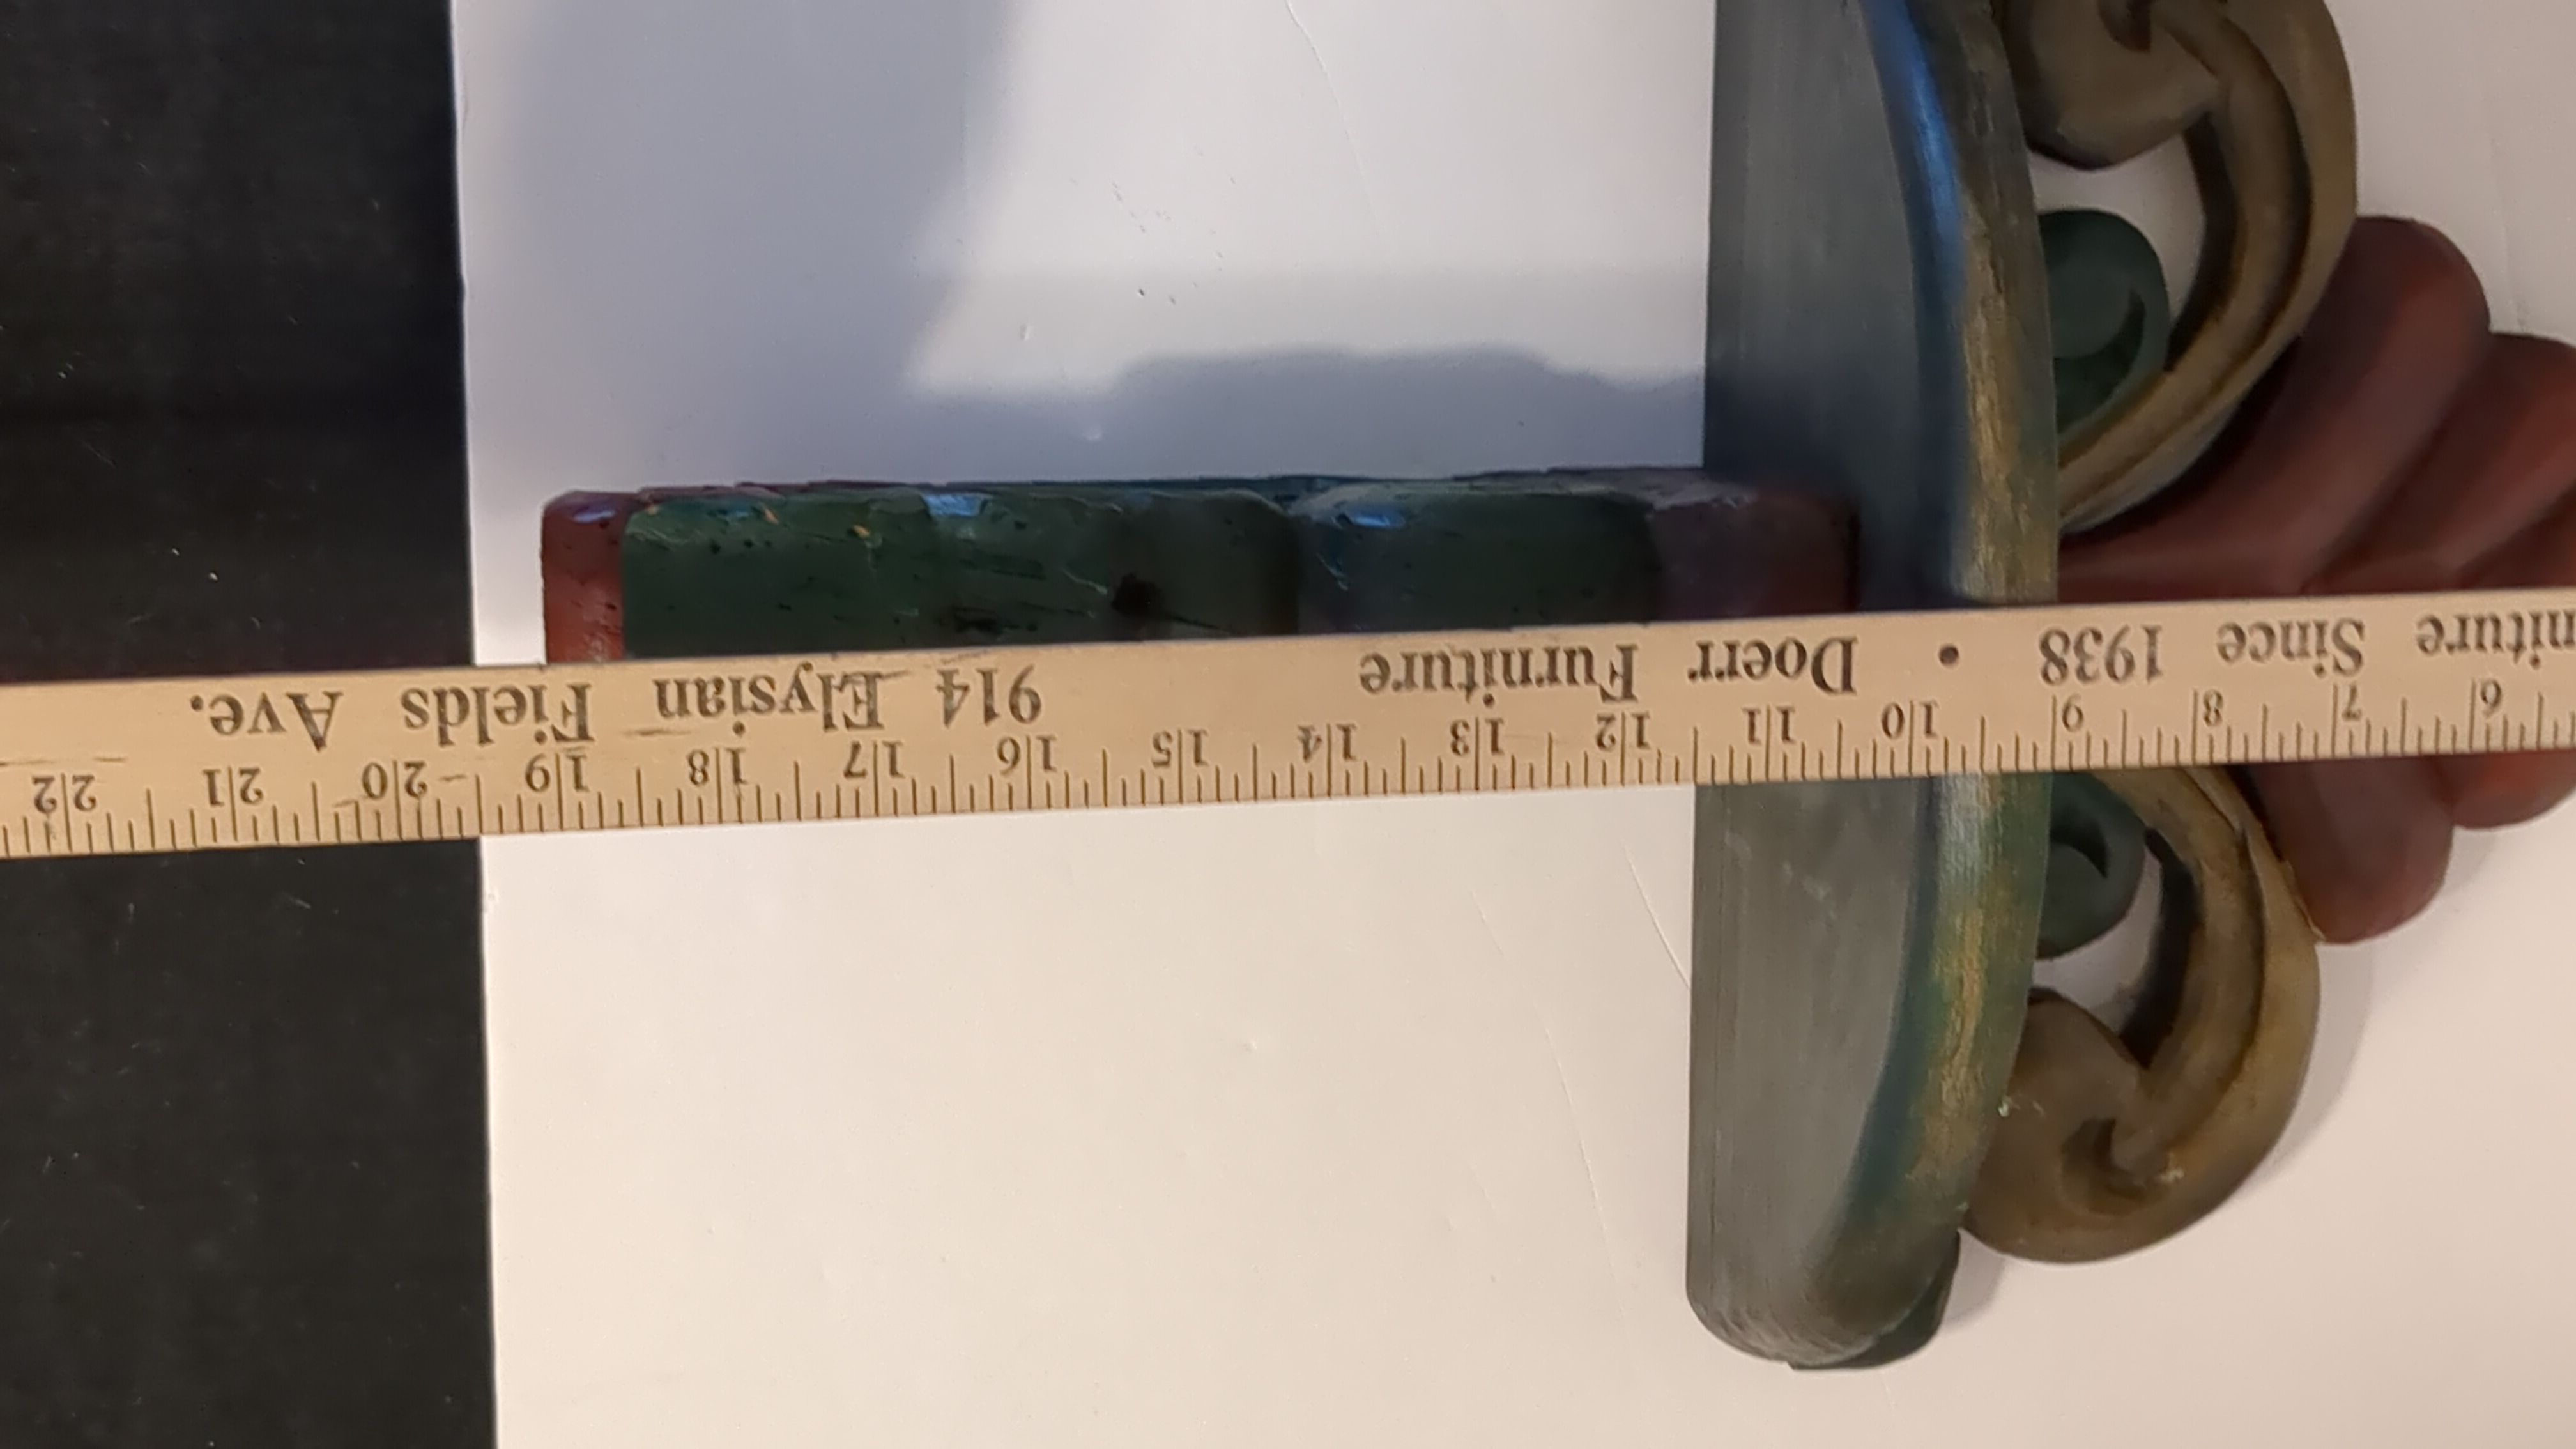 6 7 8 9 10 11 12 13 14 15 16 17 18 19 20 21 22
niture Since 1938 • Doerr Furniture 914 Elysian Fields Ave.